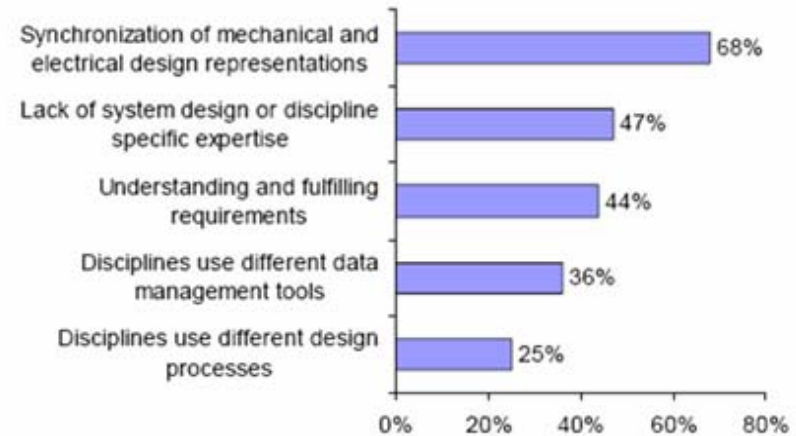 Synchronization of mechanical and
electrical design representations
68%
Lack of system design or discipline
specific expertise
47%
Understanding and fulfilling
requirements
44%
Disciplines use different data
management tools
36%
Disciplines use different design
processes
25%
0% 20% 40% 60% 80%